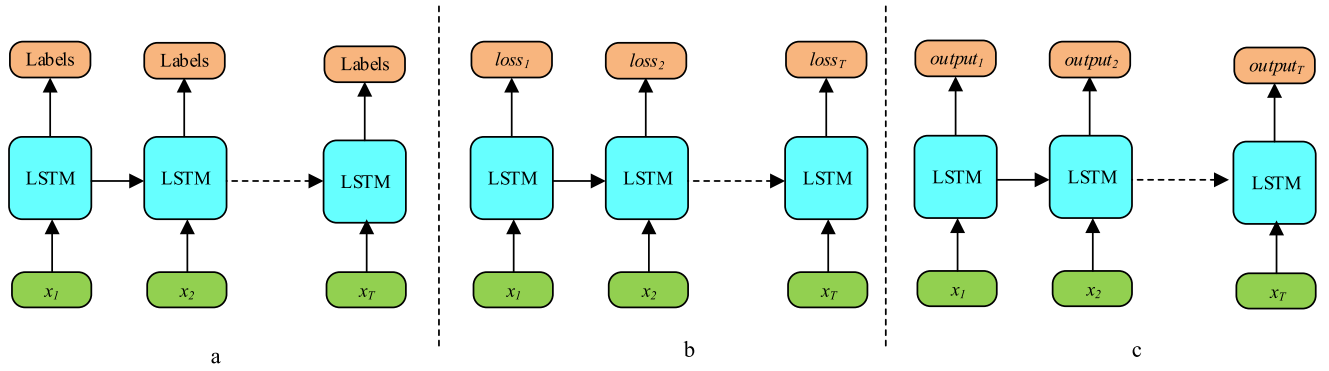 Labels Labels Labels
LSTM LSTM LSTM
x1 x2 xT
a
loss1 loss2 lossT
LSTM LSTM LSTM
x1 x2 xT
b
output1 output2 outputT
LSTM LSTM LSTM
x1 x2 xT
c